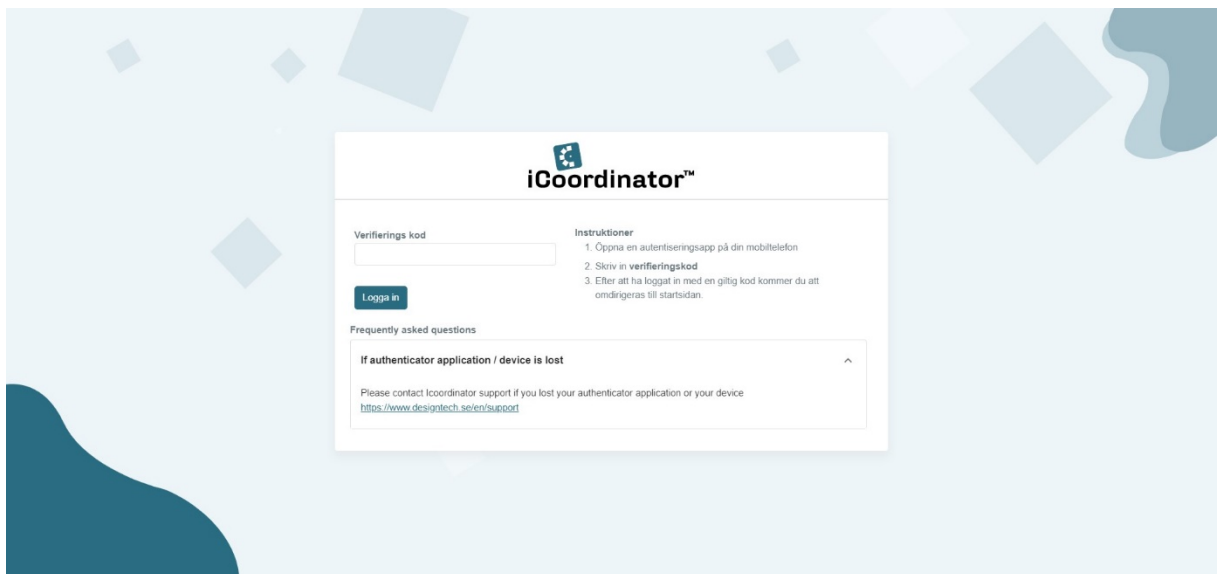 iCoordinator™
Verifierings kod
Logga in
Instruktioner
1. Öppna en autentiseringsapp på din mobiltelefon
2. Skriv in verifieringskod
3. Efter att ha loggat in med en giltig kod kommer du att
omdirigeras till startsidan.
Frequently asked questions
If authenticator application / device is lost
Please contact Icoordinator support if you lost your authenticator application or your device
https://www.designtech.se/en/support